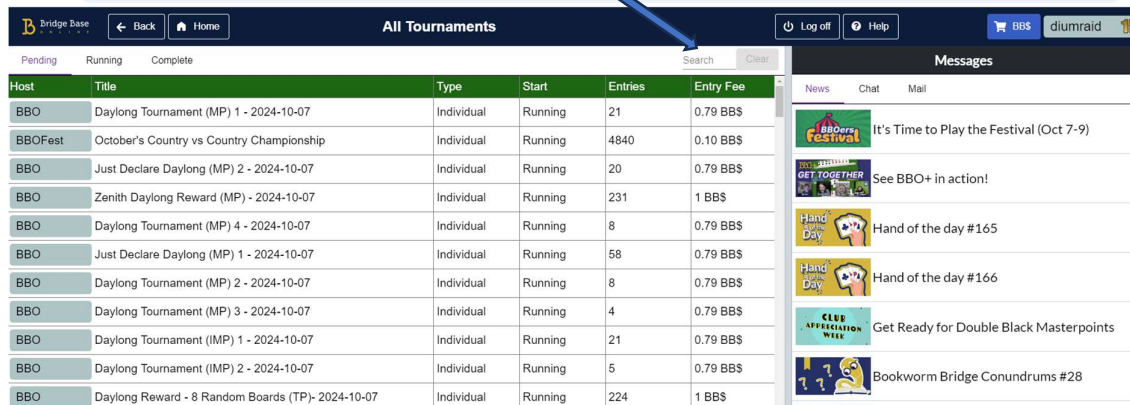 Bridge Base
ONLINE
Back
Home
All Tournaments
Log off
Help
BB$
diumraid
Pending Running Complete
Search
Clear
Host Title Type Start Entries Entry Fee
BBO Daylong Tournament (MP) 1 - 2024-10-07 Individual Running 21 0.79 BB$
BBOFest October's Country vs Country Championship Individual Running 4840 0.10 BB$
BBO Just Declare Daylong (MP) 2 - 2024-10-07 Individual Running 20 0.79 BB$
BBO Zenith Daylong Reward (MP) - 2024-10-07 Individual Running 231 1 BB$
BBO Daylong Tournament (MP) 4 - 2024-10-07 Individual Running 8 0.79 BB$
BBO Just Declare Daylong (MP) 1 - 2024-10-07 Individual Running 58 0.79 BB$
BBO Daylong Tournament (MP) 2 - 2024-10-07 Individual Running 8 0.79 BB$
BBO Daylong Tournament (MP) 3 - 2024-10-07 Individual Running 4 0.79 BB$
BBO Daylong Tournament (IMP) 1 - 2024-10-07 Individual Running 21 0.79 BB$
BBO Daylong Tournament (IMP) 2 - 2024-10-07 Individual Running 5 0.79 BB$
BBO Daylong Reward - 8 Random Boards (TP)- 2024-10-07 Individual Running 224 1 BB$
Messages
News Chat Mail
BBOers
festival
It's Time to Play the Festival (Oct 7-9)
GET TOGETHER
See BBO+ in action!
Hand
of the
Day
Hand of the day #165
Hand
of the
Day
Hand of the day #166
CLUB
APPRECIATION
WEEK
Get Ready for Double Black Masterpoints
? ? ?
Bookworm Bridge Conundrums #28